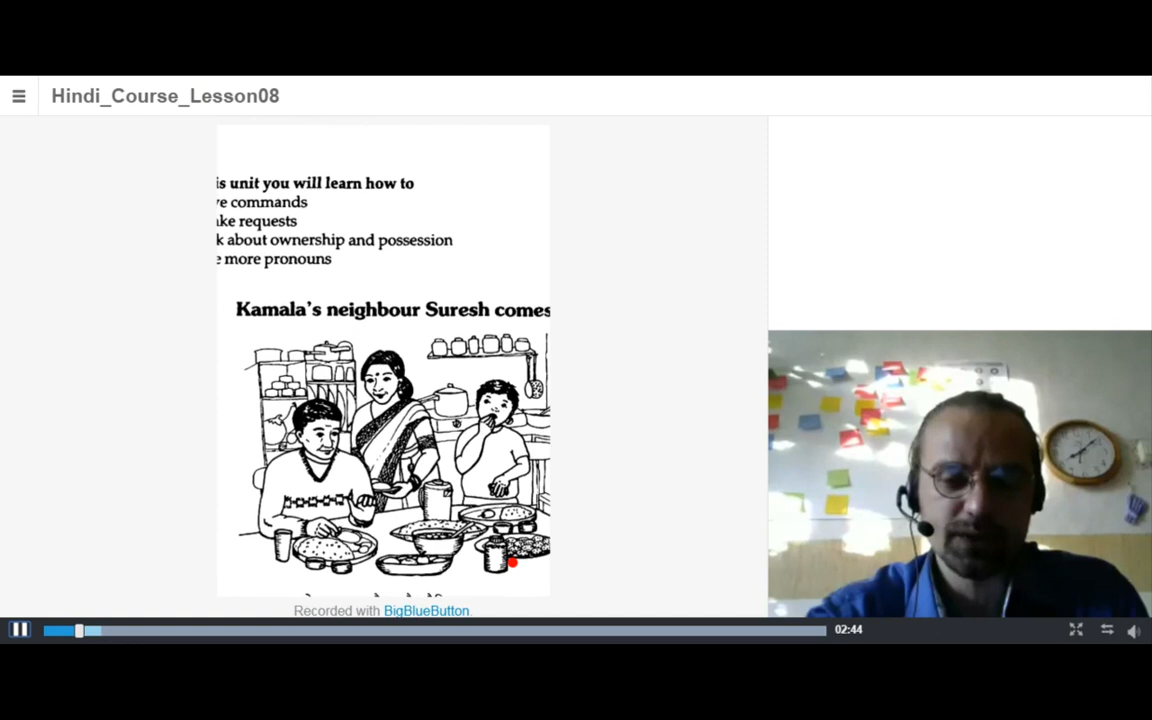 Hindi_Course_Lesson08
is unit you will learn how to
ve commands
ake requests
k about ownership and possession
e more pronouns
Kamala's neighbour Suresh comes
Recorded with BigBlueButton.
02:44